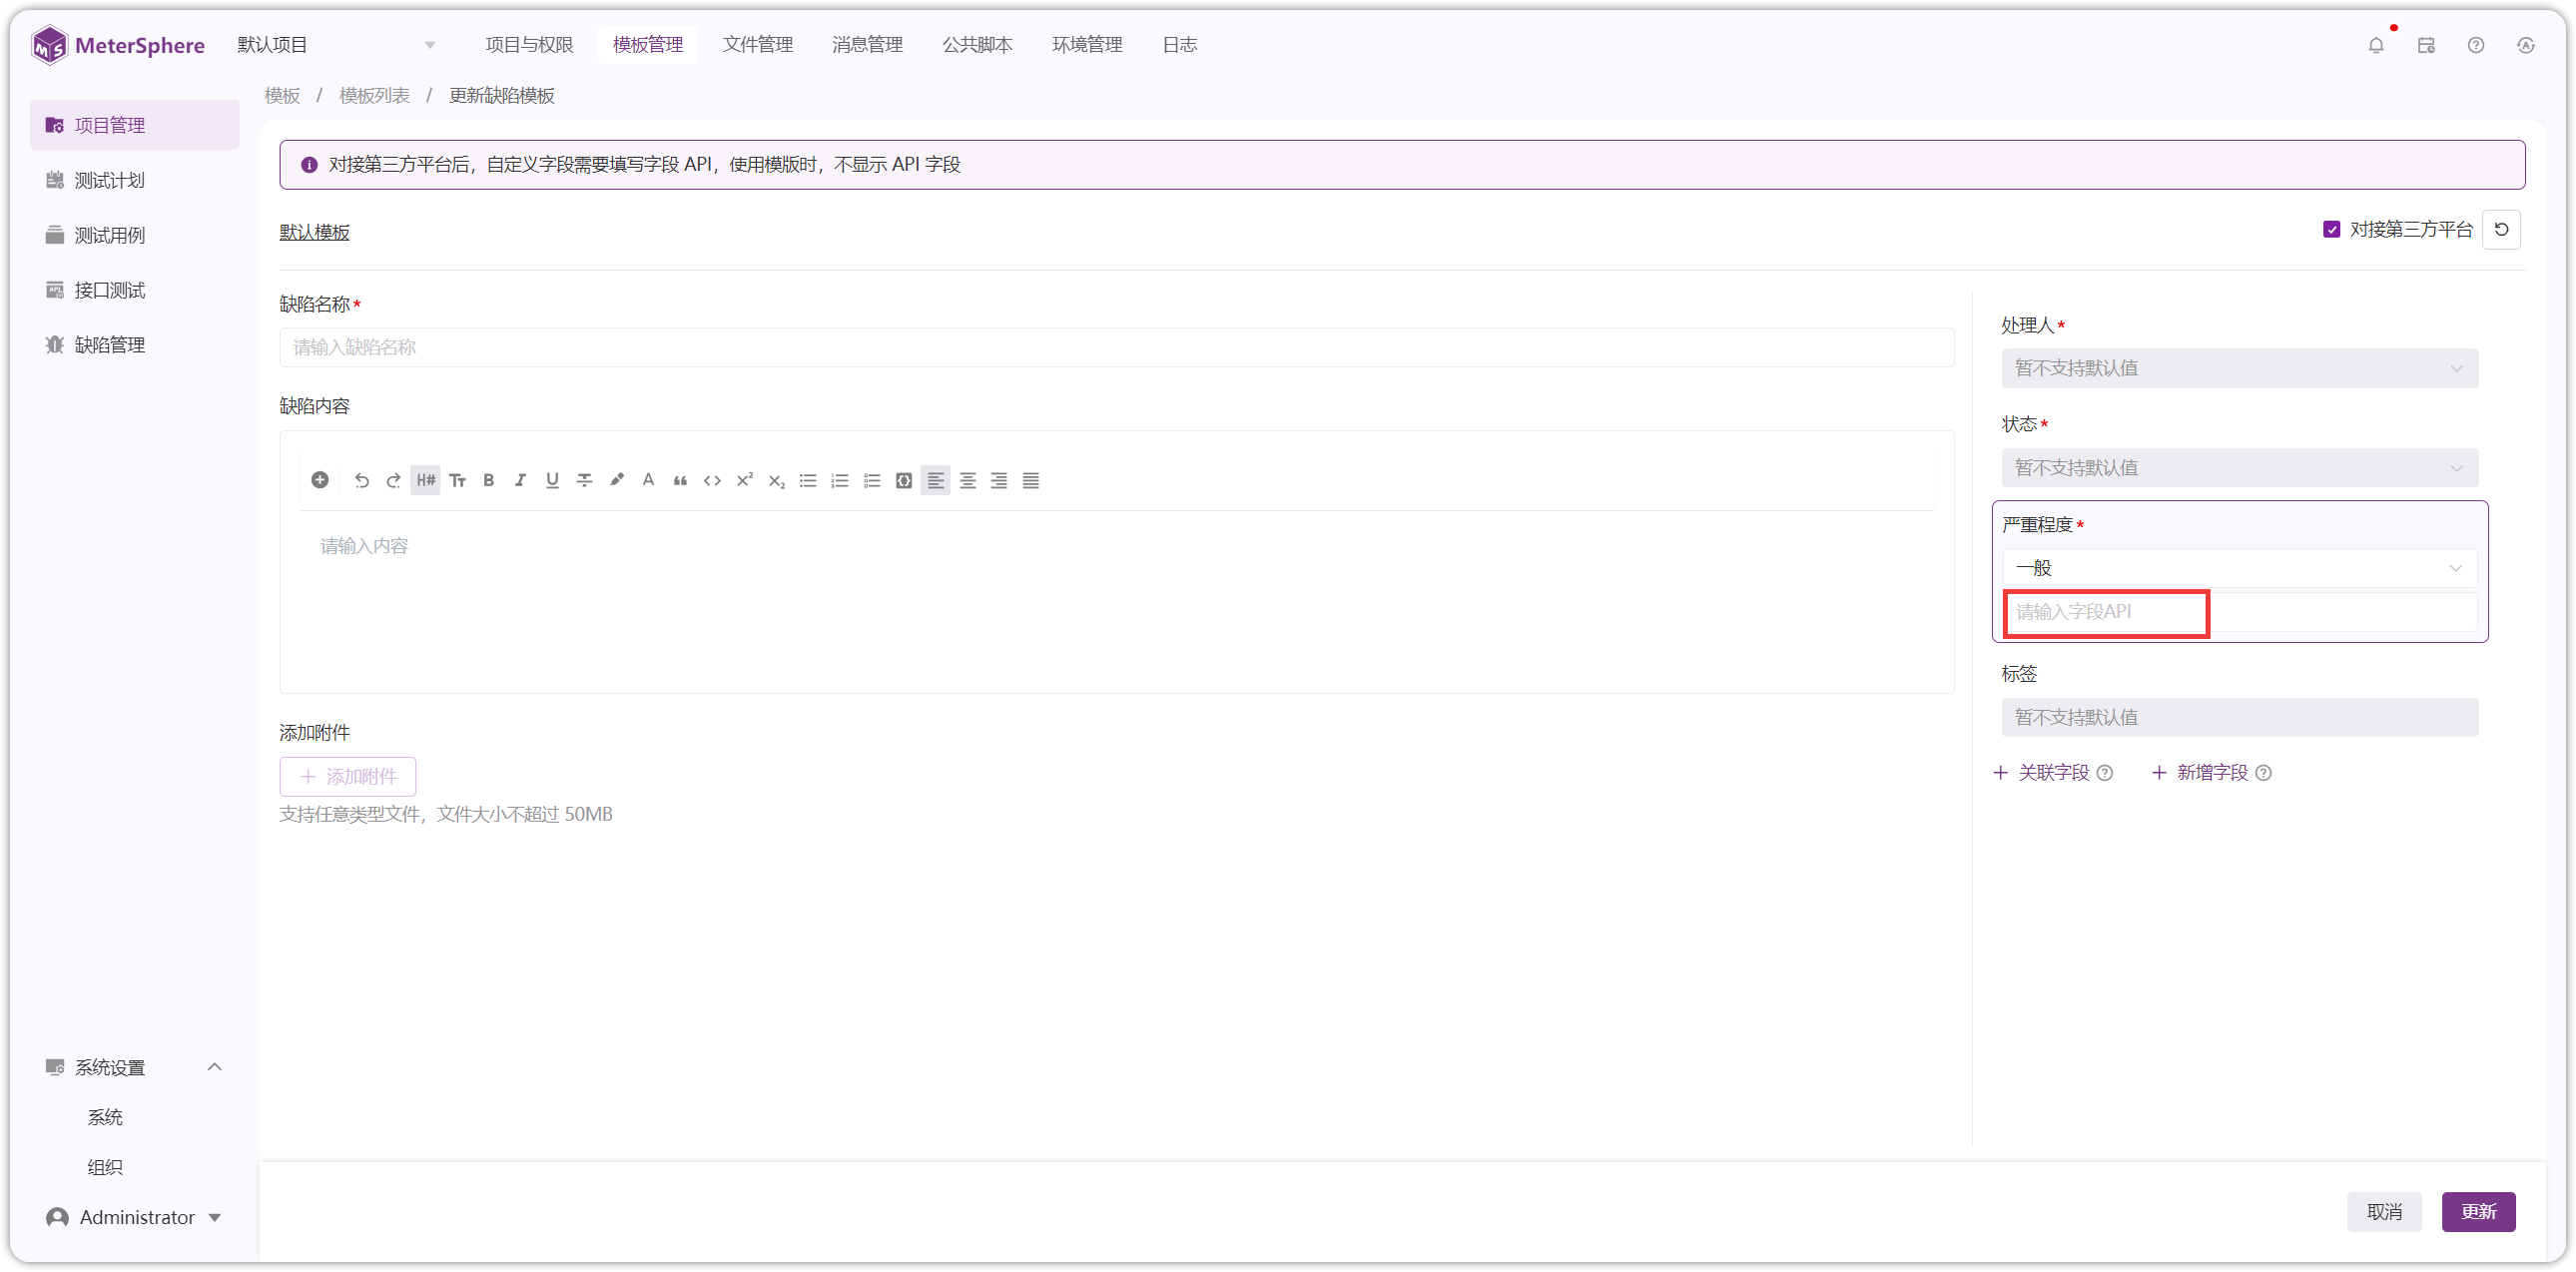 MeterSphere
默认项目
项目与权限
模板管理
文件管理
消息管理
公共脚本
环境管理
日志
项目管理
测试计划
测试用例
接口测试
缺陷管理
系统设置
系统
组织
Administrator
模板 / 模板列表 / 更新缺陷模板
对接第三方平台后，自定义字段需要填写字段 API，使用模版时，不显示 API 字段
默认模板
对接第三方平台
缺陷名称*
请输入缺陷名称
缺陷内容
请输入内容
添加附件
+ 添加附件
支持任意类型文件，文件大小不超过 50MB
处理人*
暂不支持默认值
状态*
暂不支持默认值
严重程度*
一般
请输入字段API
标签
暂不支持默认值
+ 关联字段
+ 新增字段
取消
更新